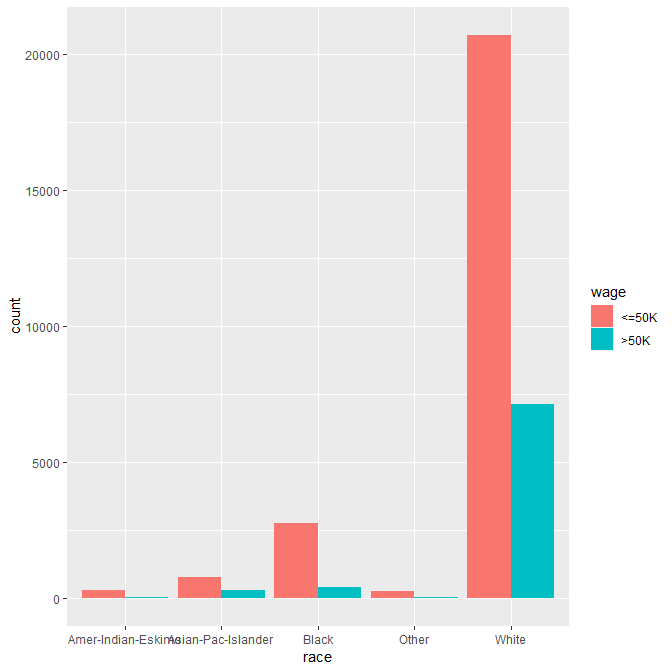 20000
15000
10000
5000
0
count
Amer-Indian-Eskimo Asian-Pac-Islander Black Other White
race
wage
<=50K
>50K